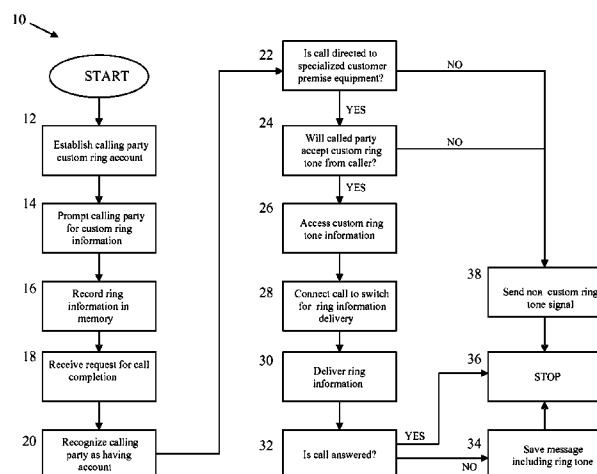 10
START
12
Establish calling party
custom ring account
14
Prompt calling party
for custom ring
information
16
Record ring
information in
memory
18
Receive request for call
completion
20
Recognize calling
party as having
account
22
Is call directed to
specialized customer
premise equipment?
NO
YES
24
Will called party
accept custom ring
tone from caller?
NO
YES
26
Access custom ring
tone information
28
Connect call to switch
for ring information
delivery
30
Deliver ring
information
32
Is call answered?
YES
NO
34
Save message
including ring tone
36
STOP
38
Send non custom ring
tone signal